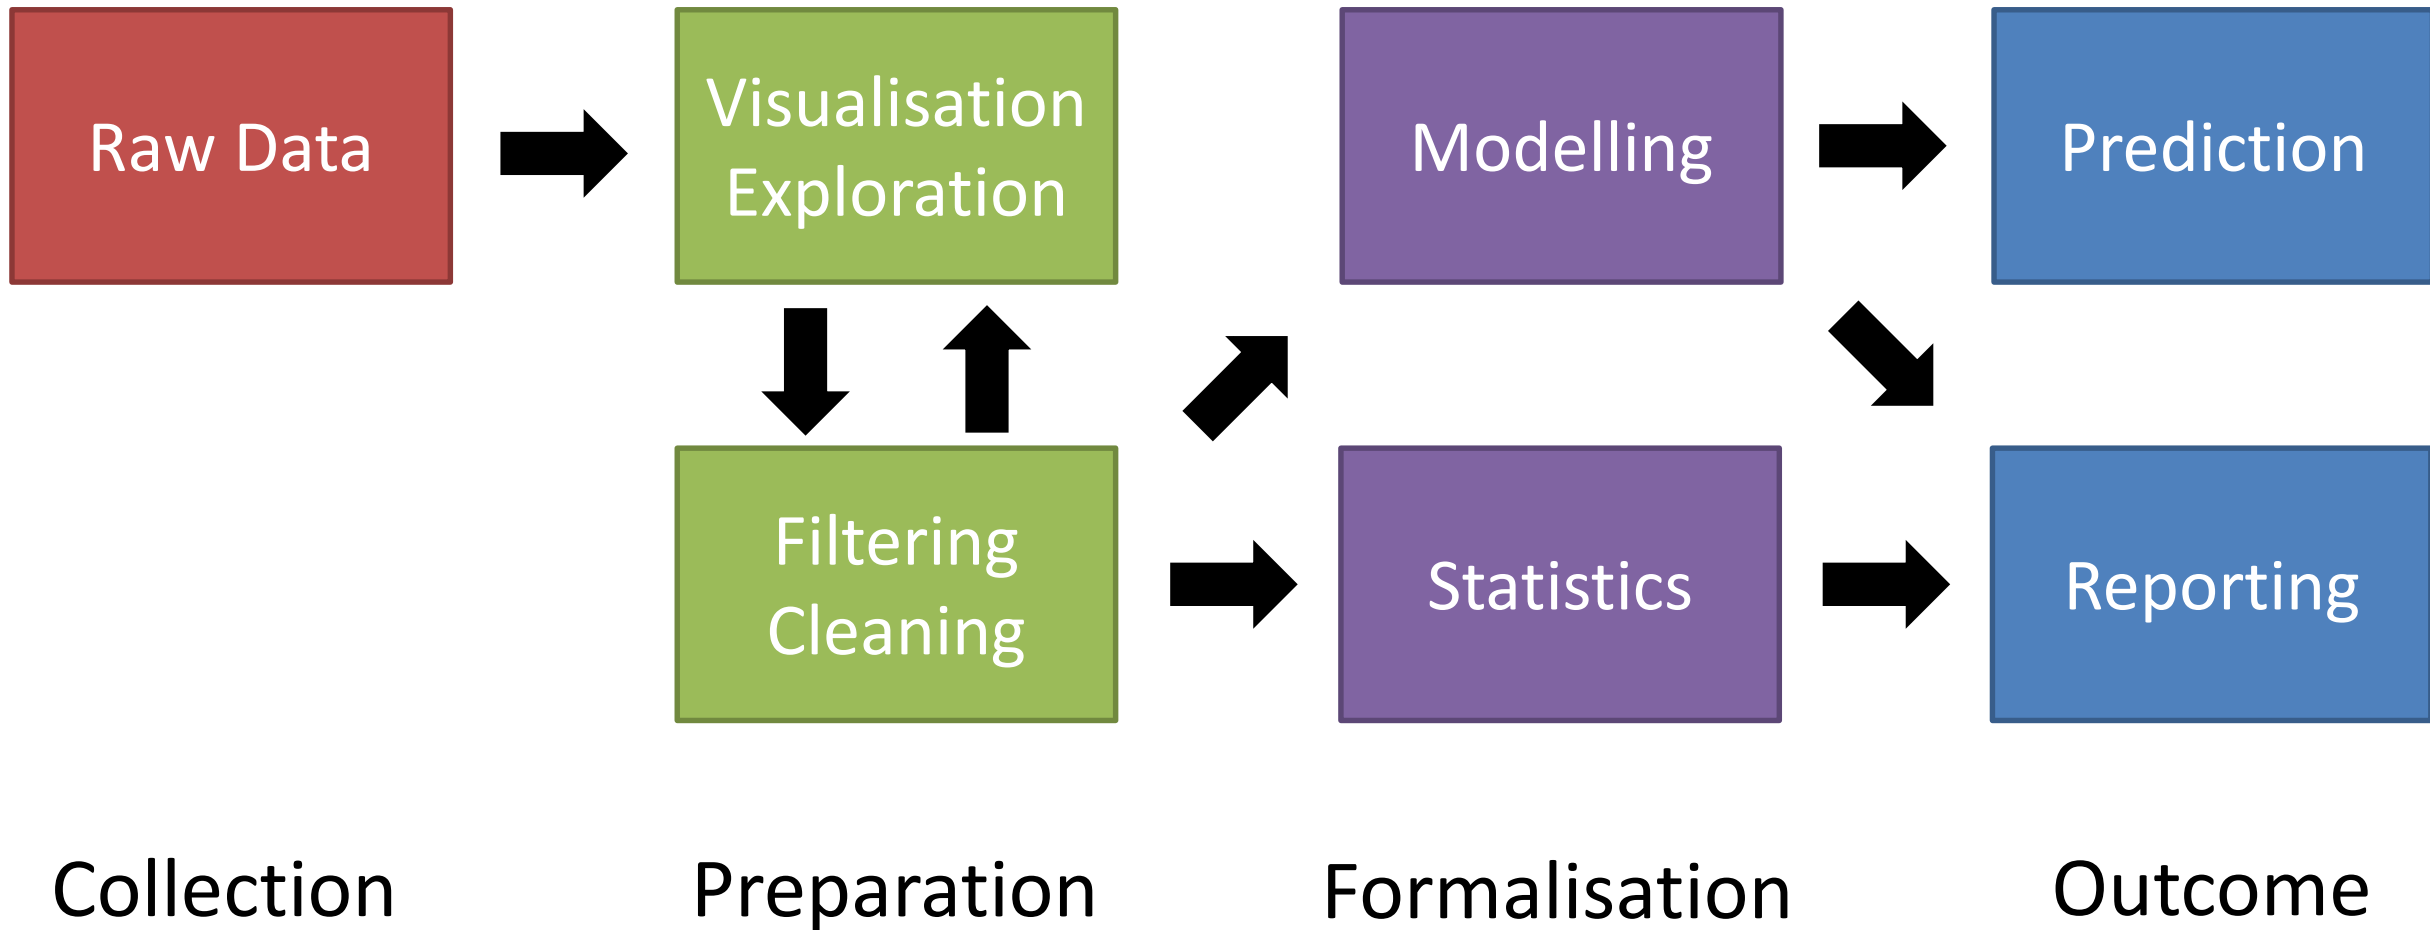 Raw Data
Visualisation
Exploration
Modelling
Prediction
Filtering
Cleaning
Statistics
Reporting
Collection
Preparation
Formalisation
Outcome